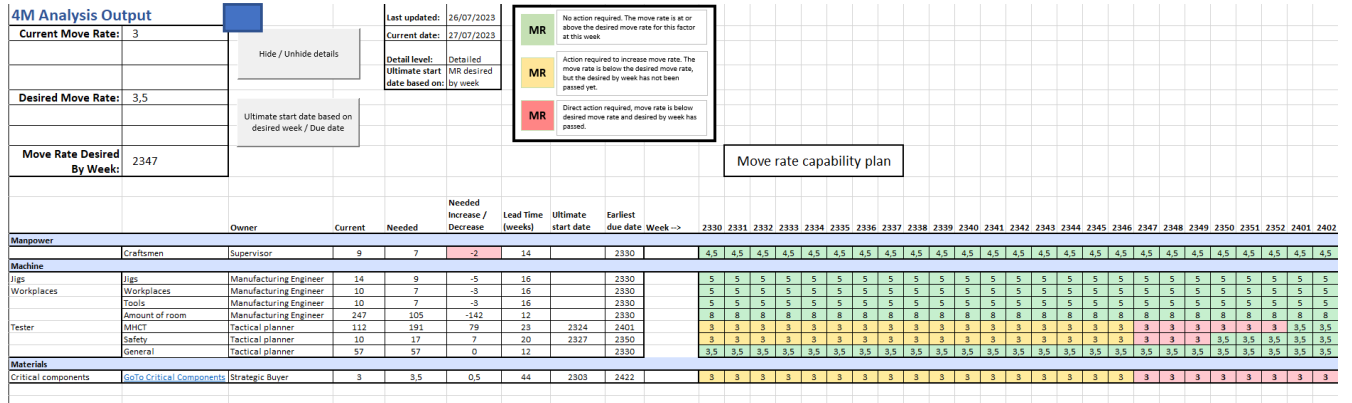 4M Analysis Output
Current Move Rate: 3
Desired Move Rate: 3,5
Move Rate Desired
By Week: 2347
Hide / Unhide details
Ultimate start date based on
desired week / Due date
Last updated: 26/07/2023
Current date: 27/07/2023
Detail level: Detailed
Ultimate start MR desired
date based on: by week
MR
No action required. The move rate is at or
above the desired move rate for this factor
at this week
MR
Action required to increase move rate. The
move rate is below the desired move rate,
but the desired by week has not been
passed yet.
MR
Direct action required, move rate is below
desired move rate and desired by week has
passed.
Move rate capability plan
Needed
Increase / Lead Time Ultimate Earliest
Owner Current Needed Decrease (weeks) start date due date Week --> 2330 2331 2332 2333 2334 2335 2336 2337 2338 2339 2340 2341 2342 2343 2344 2345 2346 2347 2348 2349 2350 2351 2352 2401 2402
Manpower
Craftsmen Supervisor 9 7 -2 14 2330 4,5 4,5 4,5 4,5 4,5 4,5 4,5 4,5 4,5 4,5 4,5 4,5 4,5 4,5 4,5 4,5 4,5 4,5 4,5 4,5 4,5 4,5 4,5 4,5 4,5
Machine
Jigs Jigs Manufacturing Engineer 14 9 -5 16 2330 5 5 5 5 5 5 5 5 5 5 5 5 5 5 5 5 5 5 5 5 5 5 5 5 5
Workplaces Workplaces Manufacturing Engineer 10 7 -3 16 2330 5 5 5 5 5 5 5 5 5 5 5 5 5 5 5 5 5 5 5 5 5 5 5 5 5
Tools Manufacturing Engineer 10 7 -3 16 2330 5 5 5 5 5 5 5 5 5 5 5 5 5 5 5 5 5 5 5 5 5 5 5 5 5
Amount of room Manufacturing Engineer 247 105 -142 12 2330 8 8 8 8 8 8 8 8 8 8 8 8 8 8 8 8 8 8 8 8 8 8 8 8 8
Tester MHCT Tactical planner 112 191 79 23 2324 2401 3 3 3 3 3 3 3 3 3 3 3 3 3 3 3 3 3 3 3 3 3 3 3 3,5 3,5
Safety Tactical planner 10 17 7 20 2327 2350 3 3 3 3 3 3 3 3 3 3 3 3 3 3 3 3 3 3 3 3 3,5 3,5 3,5 3,5 3,5
General Tactical planner 57 57 0 12 2330 3,5 3,5 3,5 3,5 3,5 3,5 3,5 3,5 3,5 3,5 3,5 3,5 3,5 3,5 3,5 3,5 3,5 3,5 3,5 3,5 3,5 3,5 3,5 3,5 3,5
Materials
Critical components GoTo Critical Components Strategic Buyer 3 3,5 0,5 44 2303 2422 3 3 3 3 3 3 3 3 3 3 3 3 3 3 3 3 3 3 3 3 3 3 3 3 3